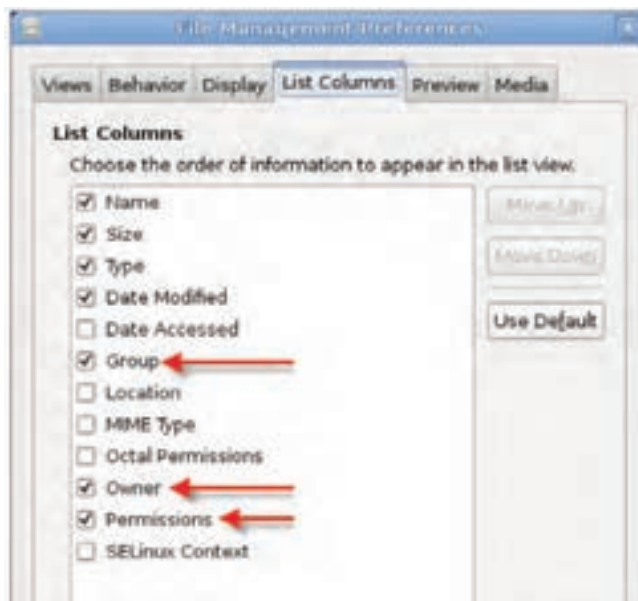 File Management Preferences
Views Behavior Display List Columns Preview Media
List Columns
Choose the order of information to appear in the list view.
Name
Size
Type
Date Modified
Date Accessed
Group
Location
MIME Type
Octal Permissions
Owner
Permissions
SELinux Context
Move Up
Move Down
Use Default